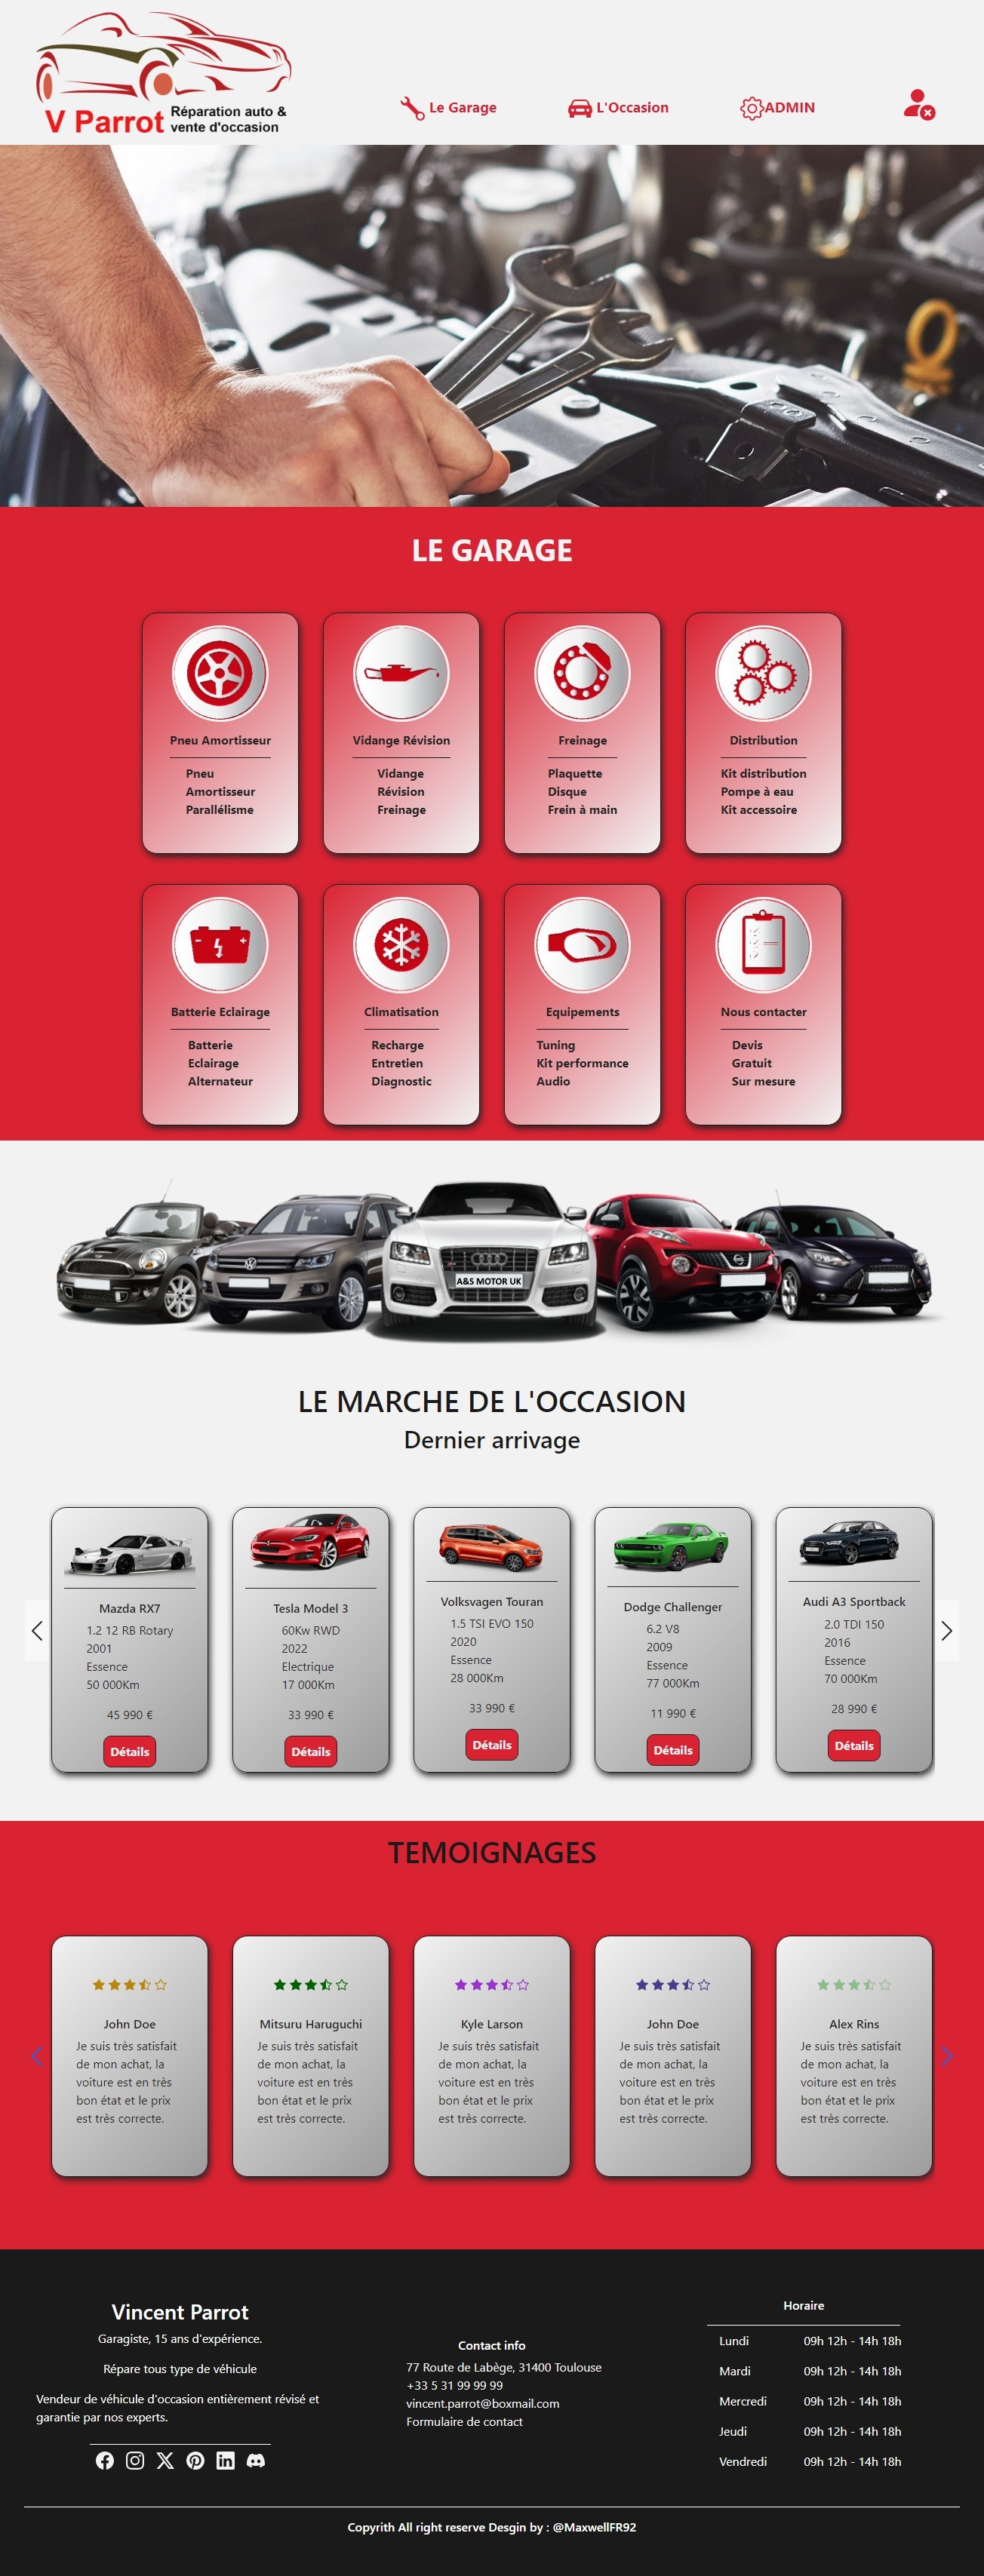 V Parrot
Réparation auto &
vente d'occasion
Le Garage
L'Occasion
ADMIN
LE GARAGE
Pneu Amortisseur
Pneu
Amortisseur
Parallélisme
Vidange Révision
Vidange
Révision
Freinage
Freinage
Plaquette
Disque
Frein à main
Distribution
Kit distribution
Pompe à eau
Kit accessoire
Batterie Eclairage
Batterie
Eclairage
Alternateur
Climatisation
Recharge
Entretien
Diagnostic
Equipements
Tuning
Kit performance
Audio
Nous contacter
Devis
Gratuit
Sur mesure
A&S MOTOR UK
LE MARCHE DE L'OCCASION
Dernier arrivage
Mazda RX7
1.2 12 RB Rotary
2001
Essence
50 000Km
45 990 €
Détails
Tesla Model 3
60Kw RWD
2022
Electrique
17 000Km
33 990 €
Détails
Volksvagen Touran
1.5 TSI EVO 150
2020
Essence
28 000Km
33 990 €
Détails
Dodge Challenger
6.2 V8
2009
Essence
77 000Km
11 990 €
Détails
Audi A3 Sportback
2.0 TDI 150
2016
Essence
70 000Km
28 990 €
Détails
TEMOIGNAGES
John Doe
Je suis très satisfait
de mon achat, la
voiture est en très
bon état et le prix
est très correcte.
Mitsuru Haruguchi
Je suis très satisfait
de mon achat, la
voiture est en très
bon état et le prix
est très correcte.
Kyle Larson
Je suis très satisfait
de mon achat, la
voiture est en très
bon état et le prix
est très correcte.
John Doe
Je suis très satisfait
de mon achat, la
voiture est en très
bon état et le prix
est très correcte.
Alex Rins
Je suis très satisfait
de mon achat, la
voiture est en très
bon état et le prix
est très correcte.
Vincent Parrot
Garagiste, 15 ans d'expérience.
Répare tous type de véhicule
Vendeur de véhicule d'occasion entièrement révisé et
garantie par nos experts.
Contact info
77 Route de Labège, 31400 Toulouse
+33 5 31 99 99 99
vincent.parrot@boxmail.com
Formulaire de contact
Horaire
Lundi 09h 12h - 14h 18h
Mardi 09h 12h - 14h 18h
Mercredi 09h 12h - 14h 18h
Jeudi 09h 12h - 14h 18h
Vendredi 09h 12h - 14h 18h
Copyrith All right reserve Desgin by : @MaxwellFR92